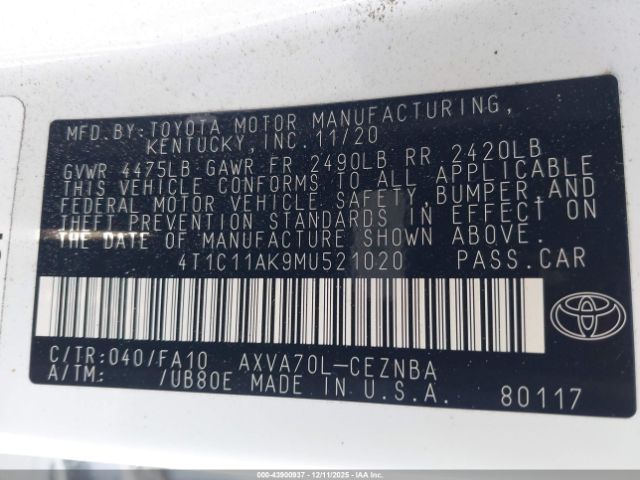 MFD.BY:TOYOTA MOTOR MANUFACTURING,
KENTUCKY, INC. 11/20
GVWR 4475LB GAWR FR 2490LB RR 2420LB
THIS VEHICLE CONFORMS TO ALL APPLICABLE
FEDERAL MOTOR VEHICLE SAFETY,BUMPER,AND
THEFT PREVENTION STANDARDS IN EFFECT ON
THE DATE OF MANUFACTURE SHOWN ABOVE.
4T1C11AK9MU521020 PASS.CAR
C/TR:040/FA10 AXVA70L-CEZNBA
A/TM: /UB80E MADE IN U.S.A.
80117
000-43900937 - 12/11/2025 - IAAI.COM